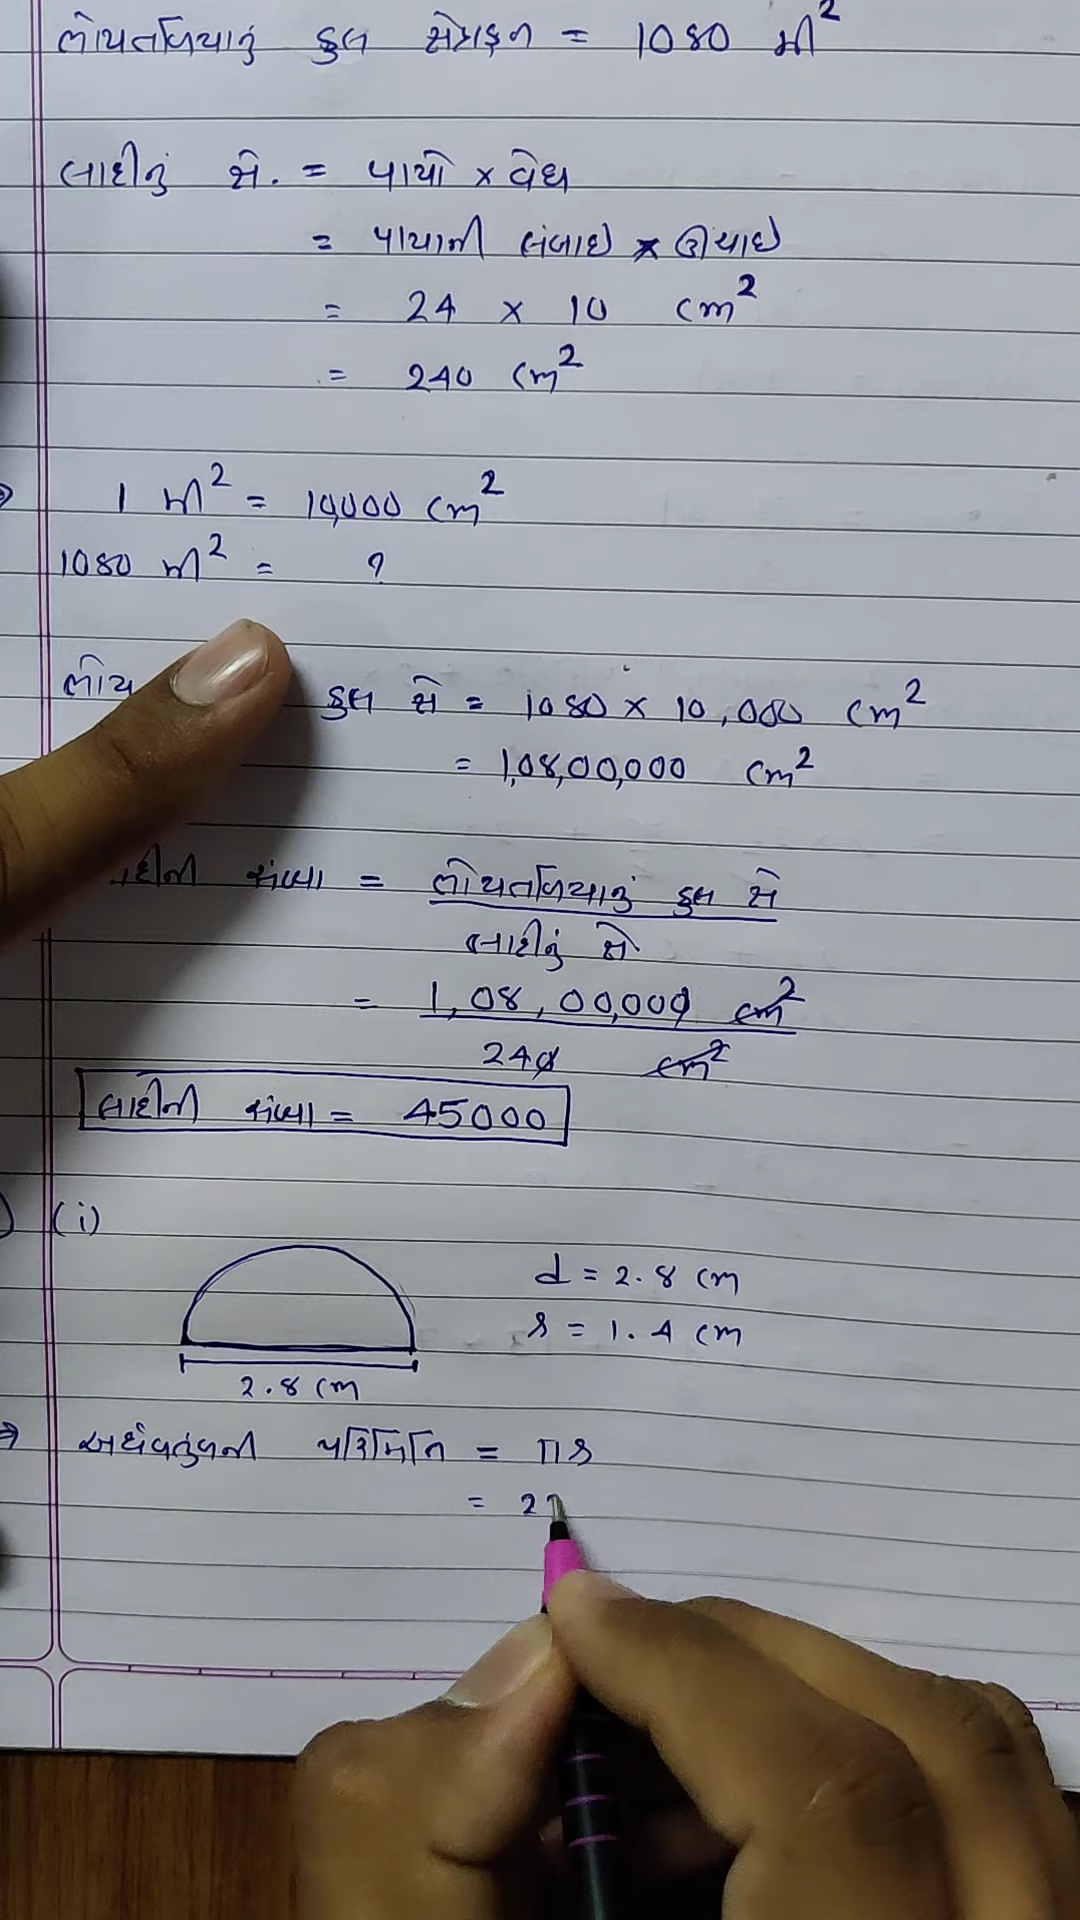 ભોંયતળિયાનું કુલ ક્ષેત્રફળ = 1080 મી²
લાદીનું ક્ષે. = પાયો × વેધ
= પાયાની લંબાઈ × ઊંચાઈ
= 24 × 10 cm²
= 240 cm²
1 મી² = 10,000 cm²
1080 મી² = ?
ભોંય કુલ ક્ષે = 1080 × 10,000 cm²
= 1,08,00,000 cm²
દીની સંખ્યા = ભોંયતળિયાનું કુલ ક્ષે
લાદીનું ક્ષે
= 1,08,00,000 cm²
240 cm²
લાદીની સંખ્યા = 45000
(i)
d = 2.8 cm
r = 1.4 cm
2.8 cm
⇒ અર્ધવર્તુળની પરિમિતિ = πr
= 22